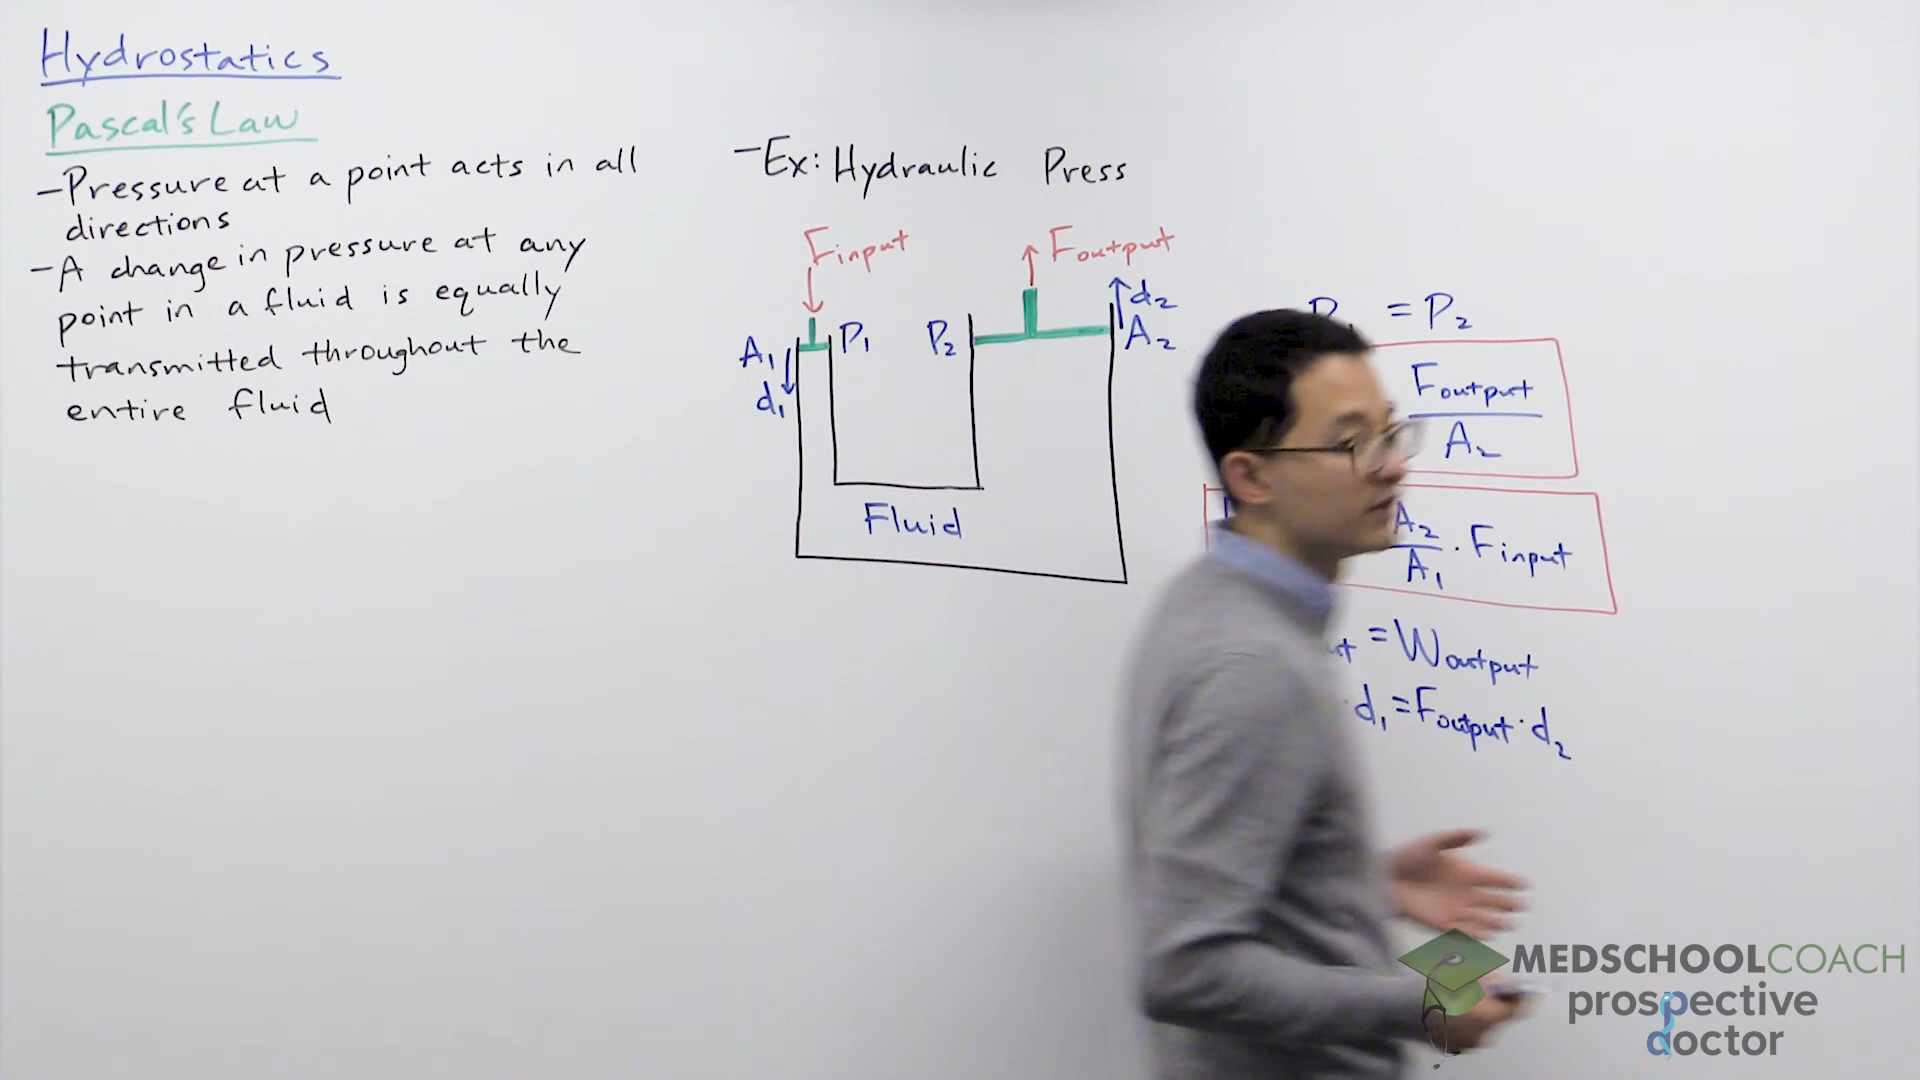 Hydrostatics
Pascal's Law
-Pressure at a point acts in all
directions
-A change in pressure at any
point in a fluid is equally
transmitted throughout the
entire fluid
-Ex: Hydraulic Press
Finput
Foutput
d2
A1
P1
P2
A2
d1
Fluid
= P2
Foutput
A2
A2
A1
· Finput
= Woutput
d1 = Foutput · d2
MEDSCHOOLCOACH
prospective
doctor